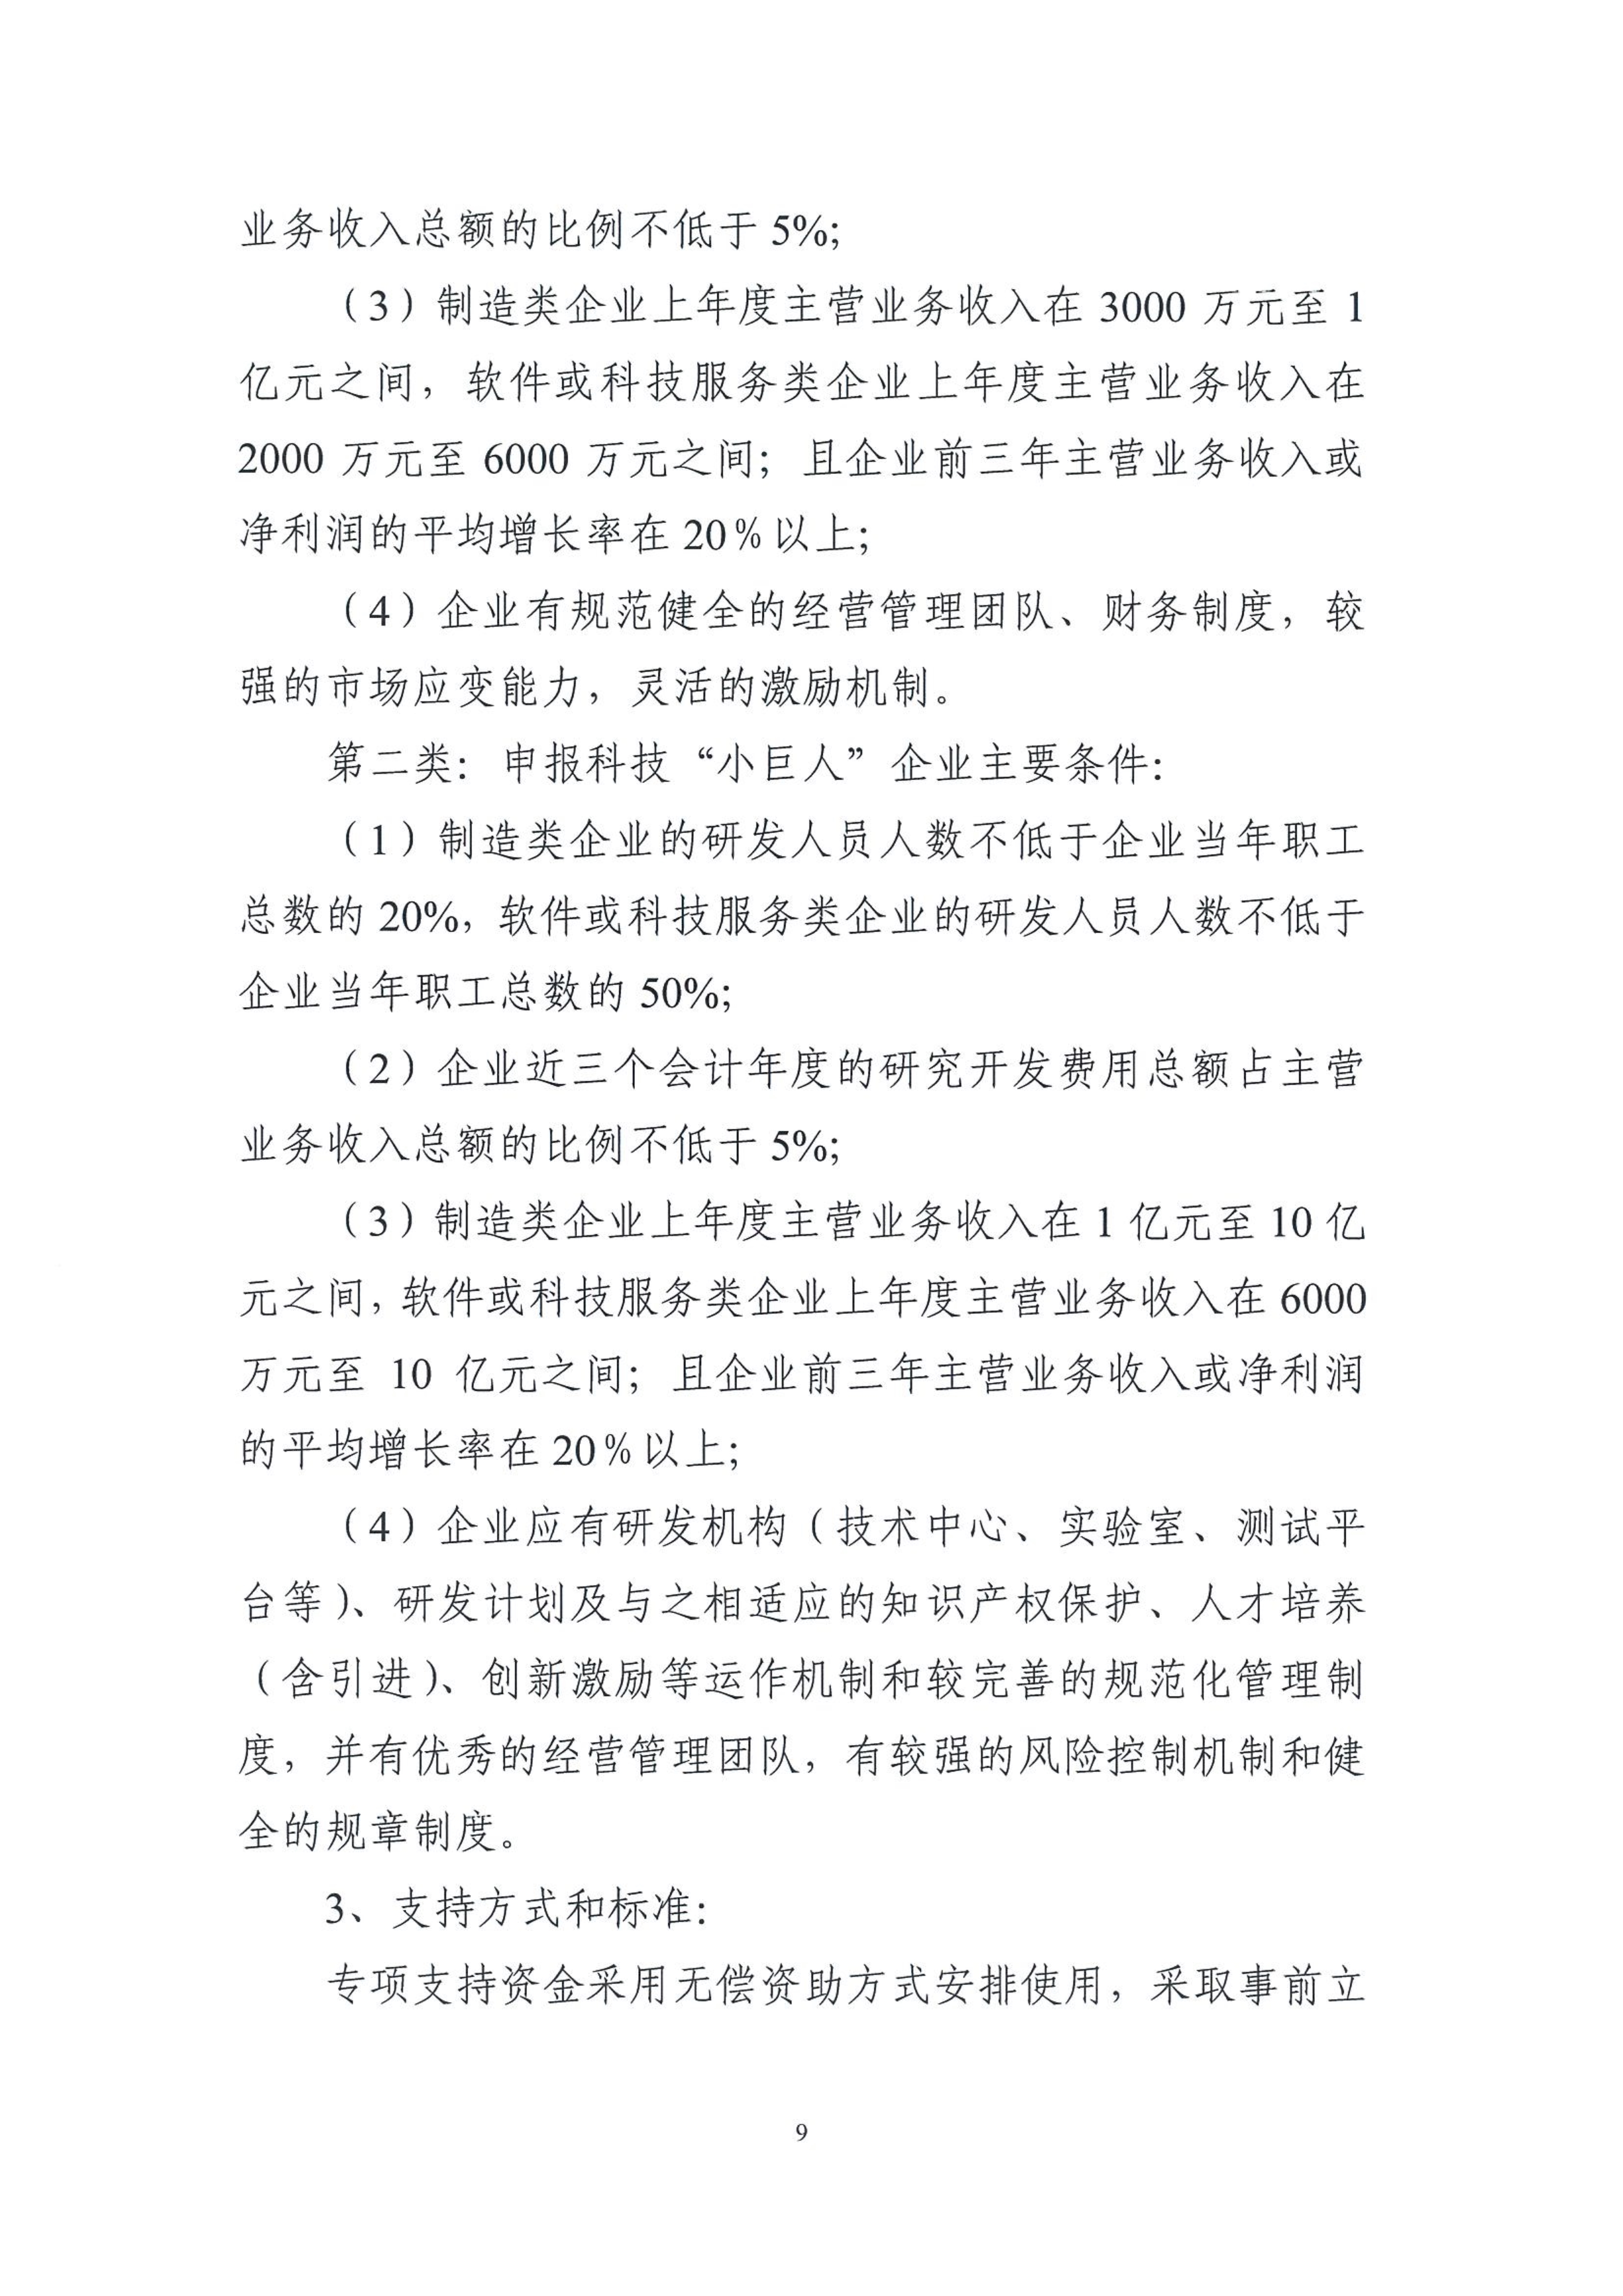 业务收入总额的比例不低于 5%;
（3）制造类企业上年度主营业务收入在 3000 万元至 1
亿元之间，软件或科技服务类企业上年度主营业务收入在
2000 万元至 6000 万元之间；且企业前三年主营业务收入或
净利润的平均增长率在 20％以上；
（4）企业有规范健全的经营管理团队、财务制度，较
强的市场应变能力，灵活的激励机制。
第二类：申报科技“小巨人”企业主要条件：
（1）制造类企业的研发人员人数不低于企业当年职工
总数的 20%，软件或科技服务类企业的研发人员人数不低于
企业当年职工总数的 50%;
（2）企业近三个会计年度的研究开发费用总额占主营
业务收入总额的比例不低于 5%;
（3）制造类企业上年度主营业务收入在 1 亿元至 10 亿
元之间，软件或科技服务类企业上年度主营业务收入在 6000
万元至 10 亿元之间；且企业前三年主营业务收入或净利润
的平均增长率在 20％以上；
（4）企业应有研发机构（技术中心、实验室、测试平
台等）、研发计划及与之相适应的知识产权保护、人才培养
（含引进）、创新激励等运作机制和较完善的规范化管理制
度，并有优秀的经营管理团队，有较强的风险控制机制和健
全的规章制度。
3、支持方式和标准：
专项支持资金采用无偿资助方式安排使用，采取事前立
9